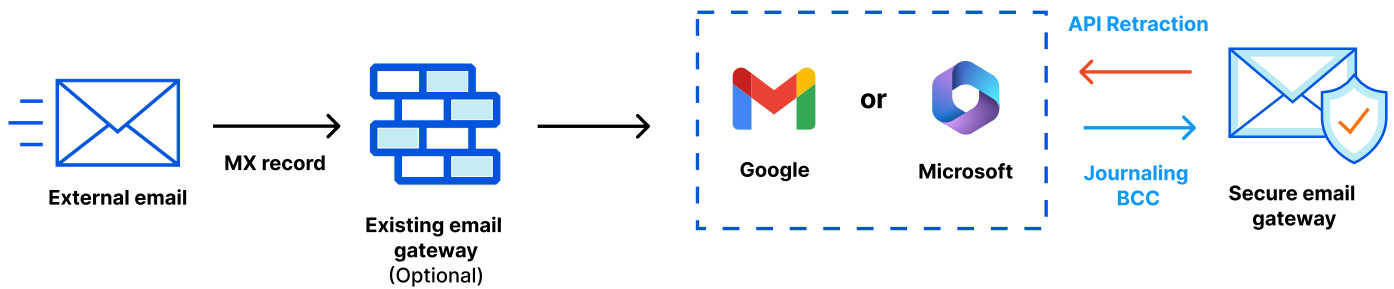 External email
MX record
Existing email
gateway
(Optional)
Google
or
Microsoft
API Retraction
Journaling
BCC
Secure email
gateway